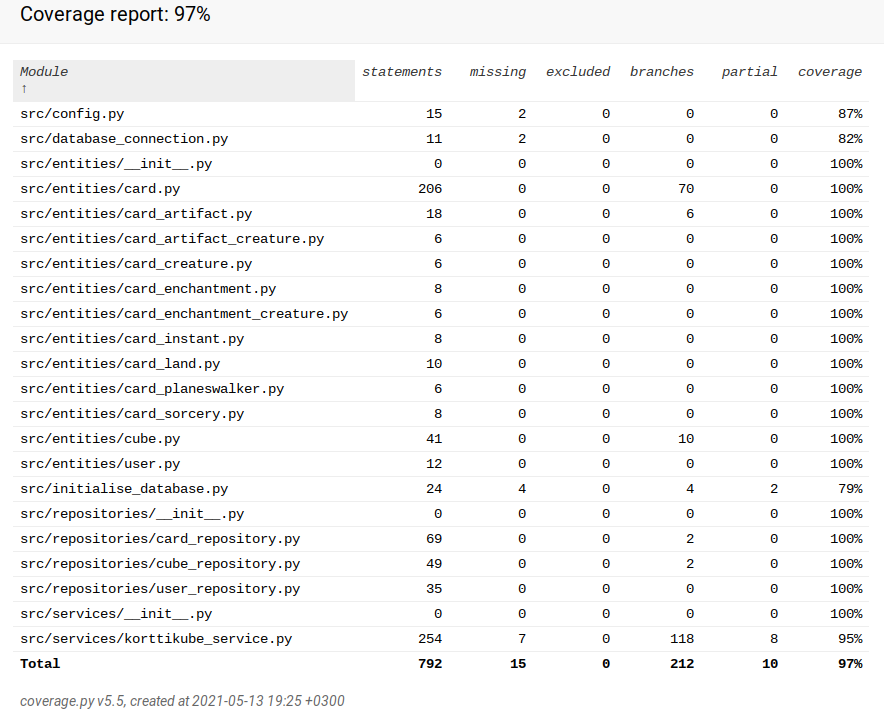 Coverage report: 97%
Module statements missing excluded branches partial coverage
↑
src/config.py 15 2 0 0 0 87%
src/database_connection.py 11 2 0 0 0 82%
src/entities/__init__.py 0 0 0 0 0 100%
src/entities/card.py 206 0 0 70 0 100%
src/entities/card_artifact.py 18 0 0 6 0 100%
src/entities/card_artifact_creature.py 6 0 0 0 0 100%
src/entities/card_creature.py 6 0 0 0 0 100%
src/entities/card_enchantment.py 8 0 0 0 0 100%
src/entities/card_enchantment_creature.py 6 0 0 0 0 100%
src/entities/card_instant.py 8 0 0 0 0 100%
src/entities/card_land.py 10 0 0 0 0 100%
src/entities/card_planeswalker.py 6 0 0 0 0 100%
src/entities/card_sorcery.py 8 0 0 0 0 100%
src/entities/cube.py 41 0 0 10 0 100%
src/entities/user.py 12 0 0 0 0 100%
src/initialise_database.py 24 4 0 4 2 79%
src/repositories/__init__.py 0 0 0 0 0 100%
src/repositories/card_repository.py 69 0 0 2 0 100%
src/repositories/cube_repository.py 49 0 0 2 0 100%
src/repositories/user_repository.py 35 0 0 0 0 100%
src/services/__init__.py 0 0 0 0 0 100%
src/services/korttikube_service.py 254 7 0 118 8 95%
Total 792 15 0 212 10 97%
coverage.py v5.5, created at 2021-05-13 19:25 +0300